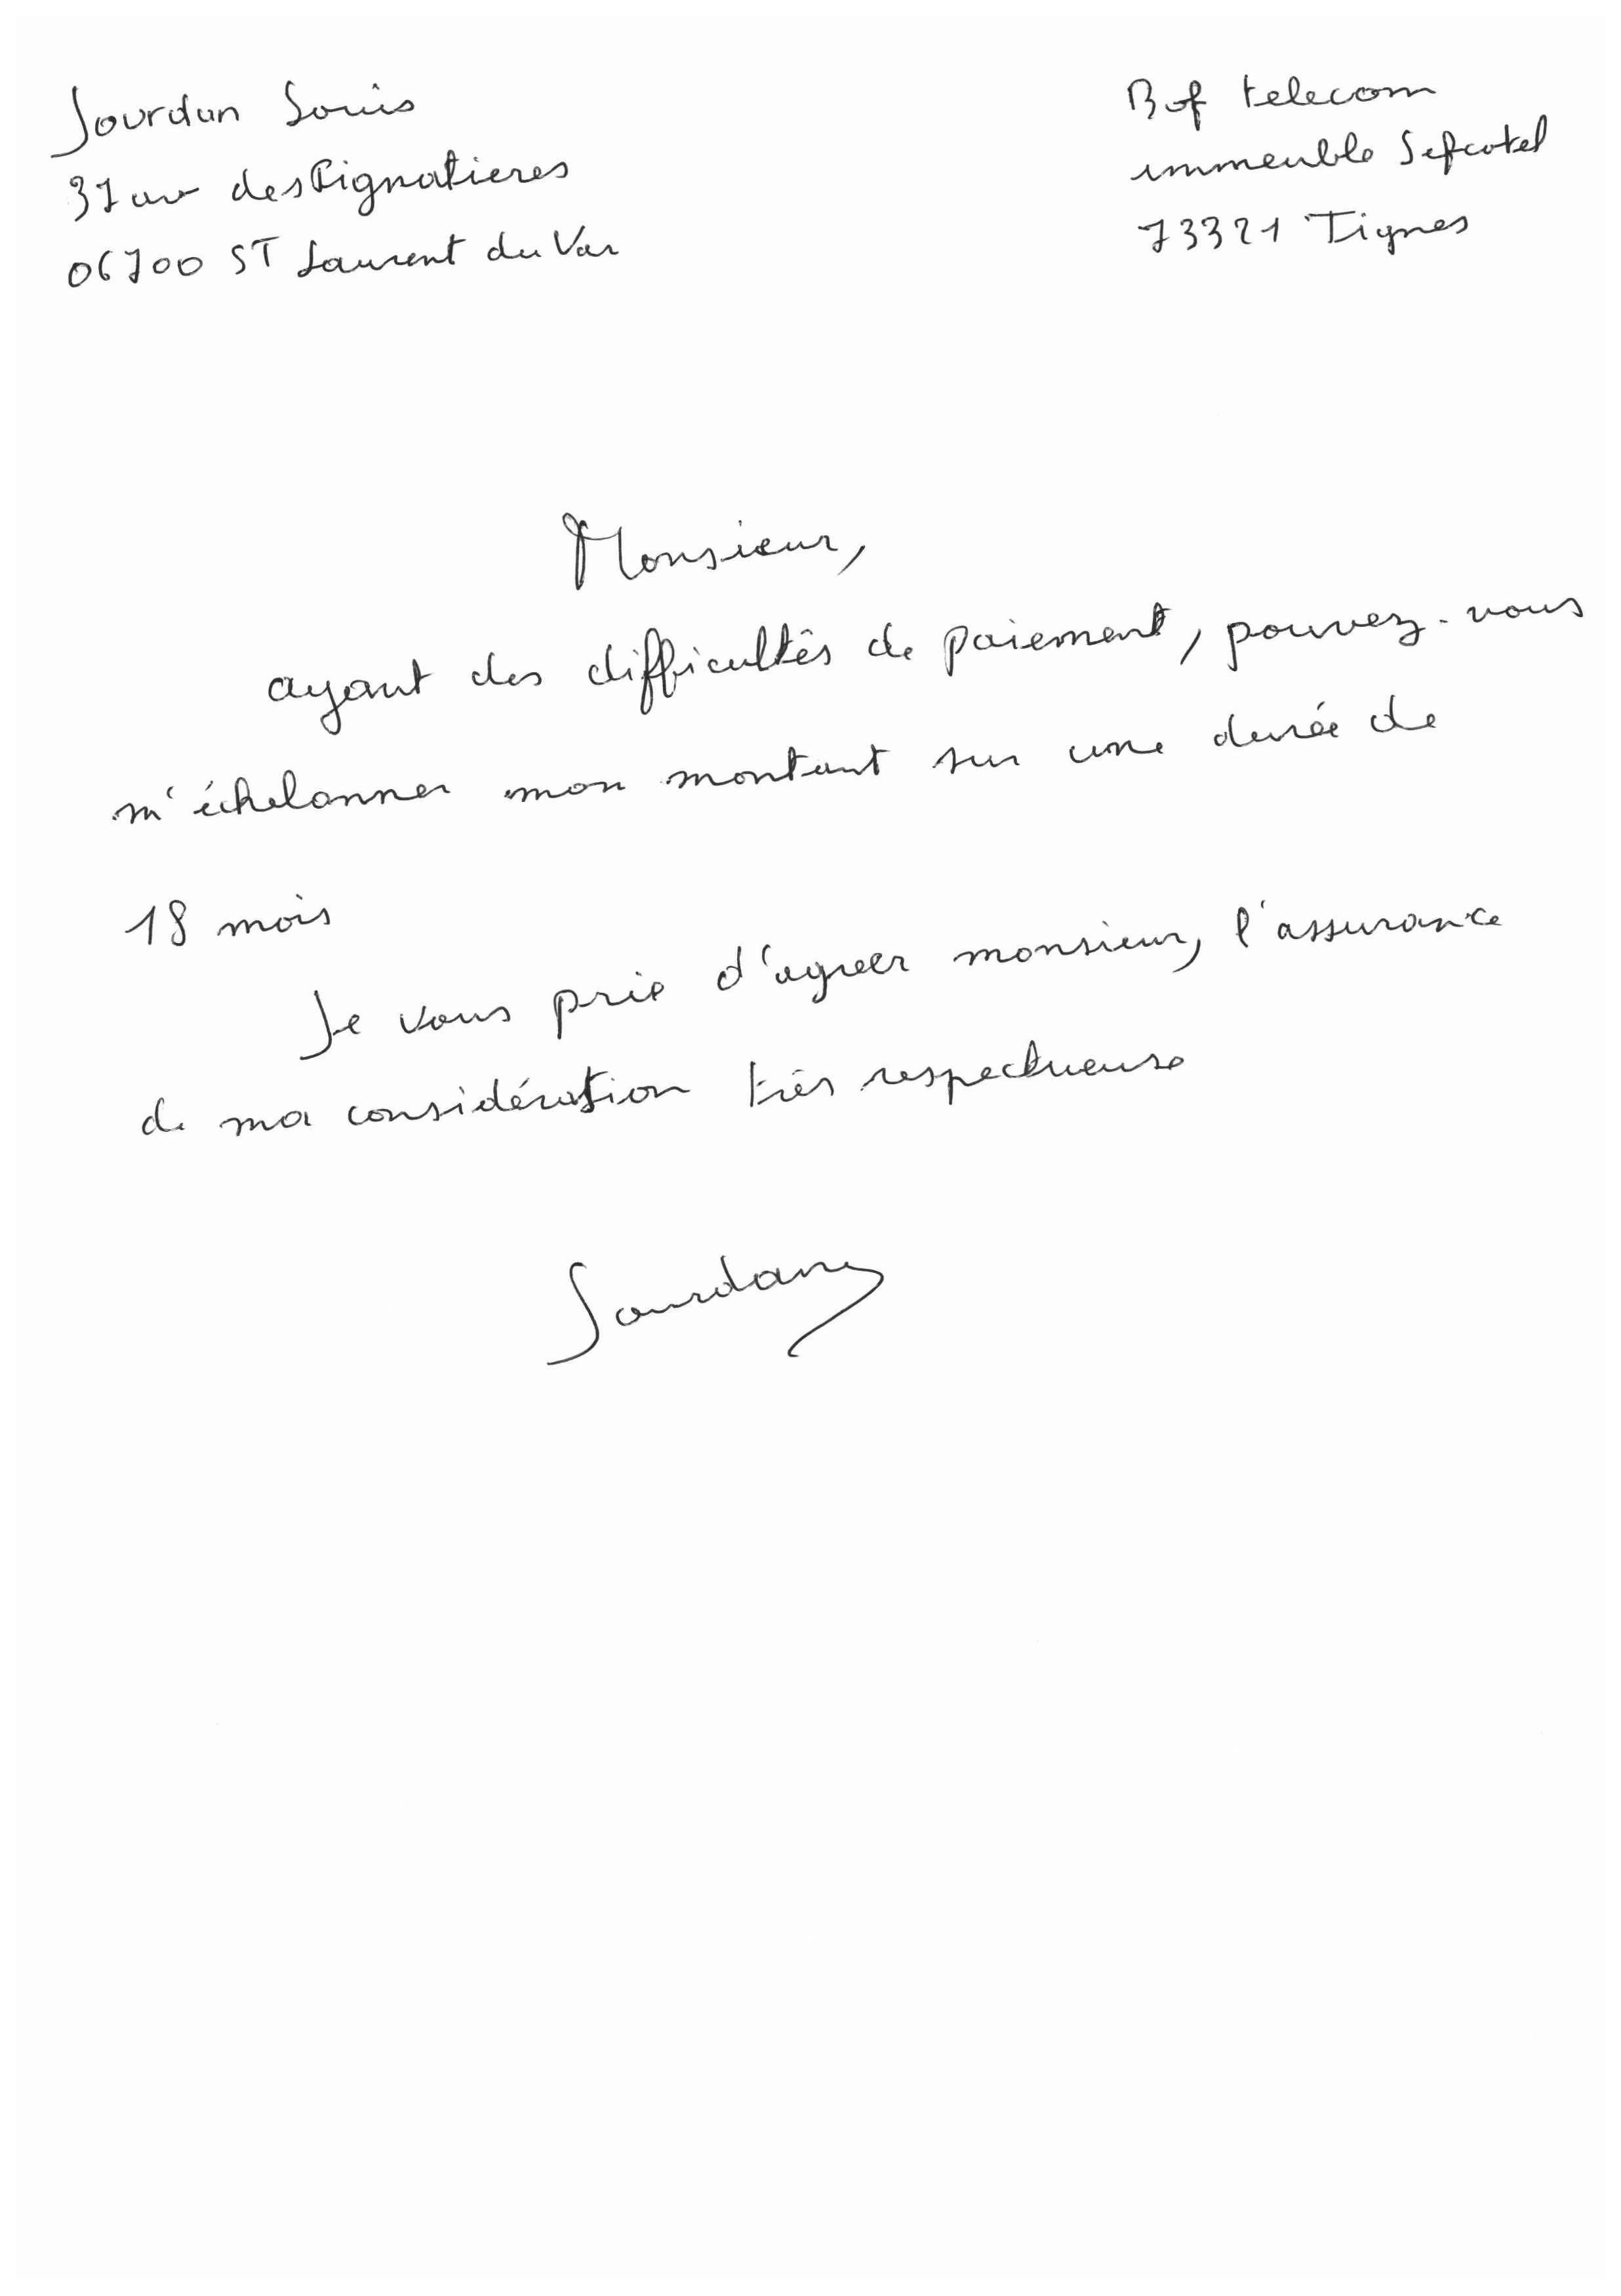 Jourdan Louis
37 av des Pignatieres
06700 ST Laurent du Var
Bof telecom
immeuble Sefcotel
73321 Tignes
Monsieur,
ayant des difficultés de paiement, pouvez-vous
m'échelonner mon montant sur une durée de
18 mois
Je vous prie d'agreer monsieur, l'assurance
de ma considération très respectueuse
Jourdan